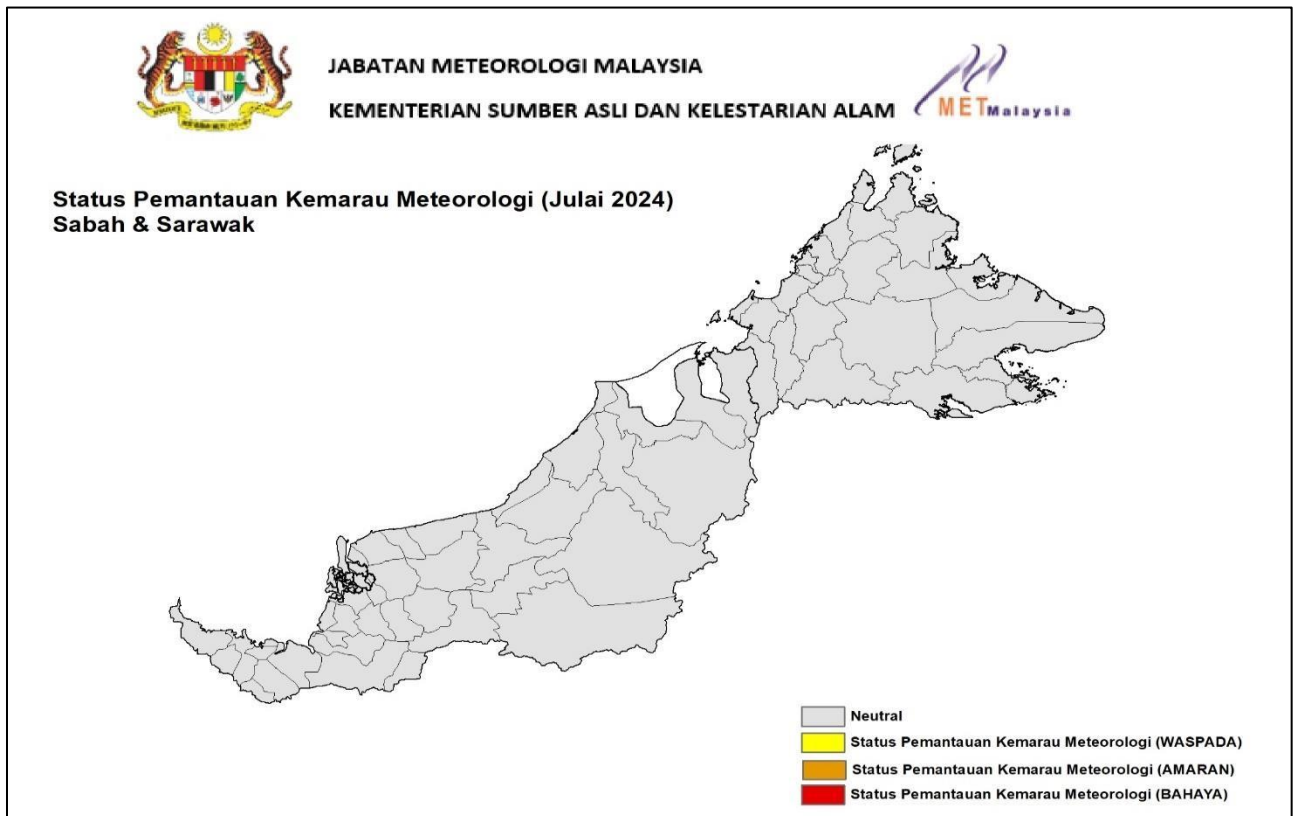 JABATAN METEOROLOGI MALAYSIA
KEMENTERIAN SUMBER ASLI DAN KELESTARIAN ALAM
METMalaysia
Status Pemantauan Kemarau Meteorologi (Julai 2024)
Sabah & Sarawak
Neutral
Status Pemantauan Kemarau Meteorologi (WASPADA)
Status Pemantauan Kemarau Meteorologi (AMARAN)
Status Pemantauan Kemarau Meteorologi (BAHAYA)